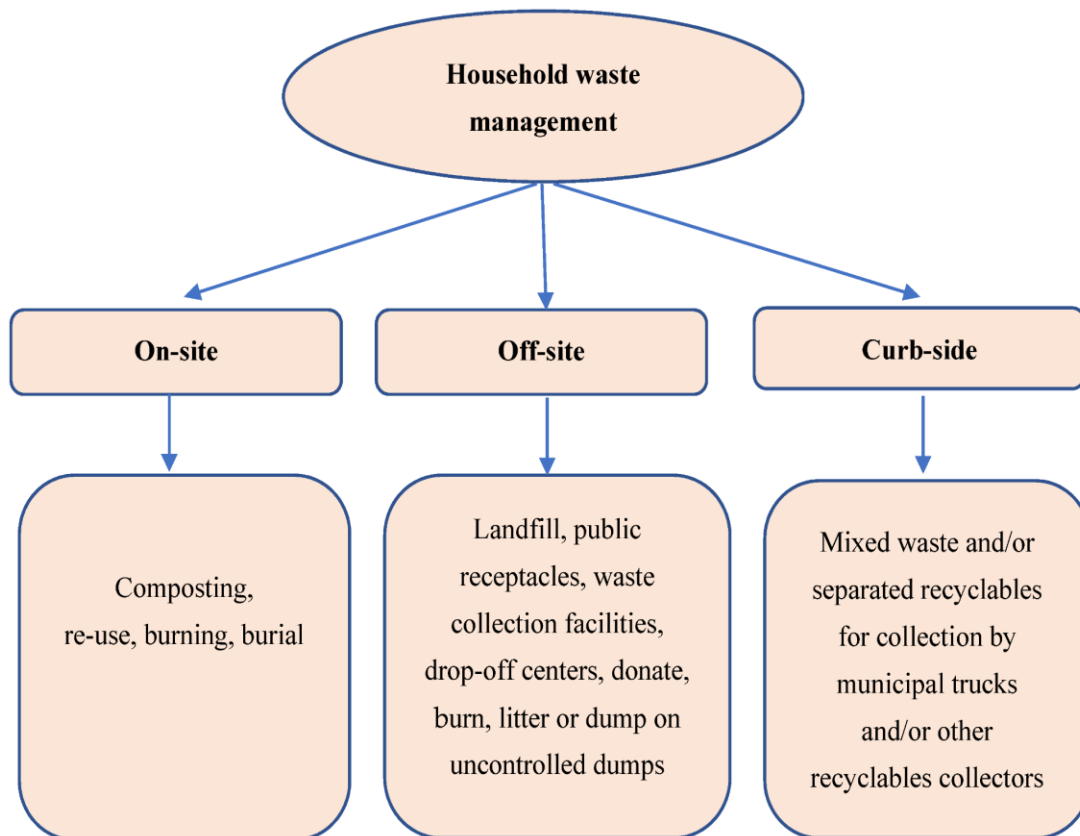 Household waste
management
On-site
Off-site
Curb-side
Composting,
re-use, burning, burial
Landfill, public
receptacles, waste
collection facilities,
drop-off centers, donate,
burn, litter or dump on
uncontrolled dumps
Mixed waste and/or
separated recyclables
for collection by
municipal trucks
and/or other
recyclables collectors